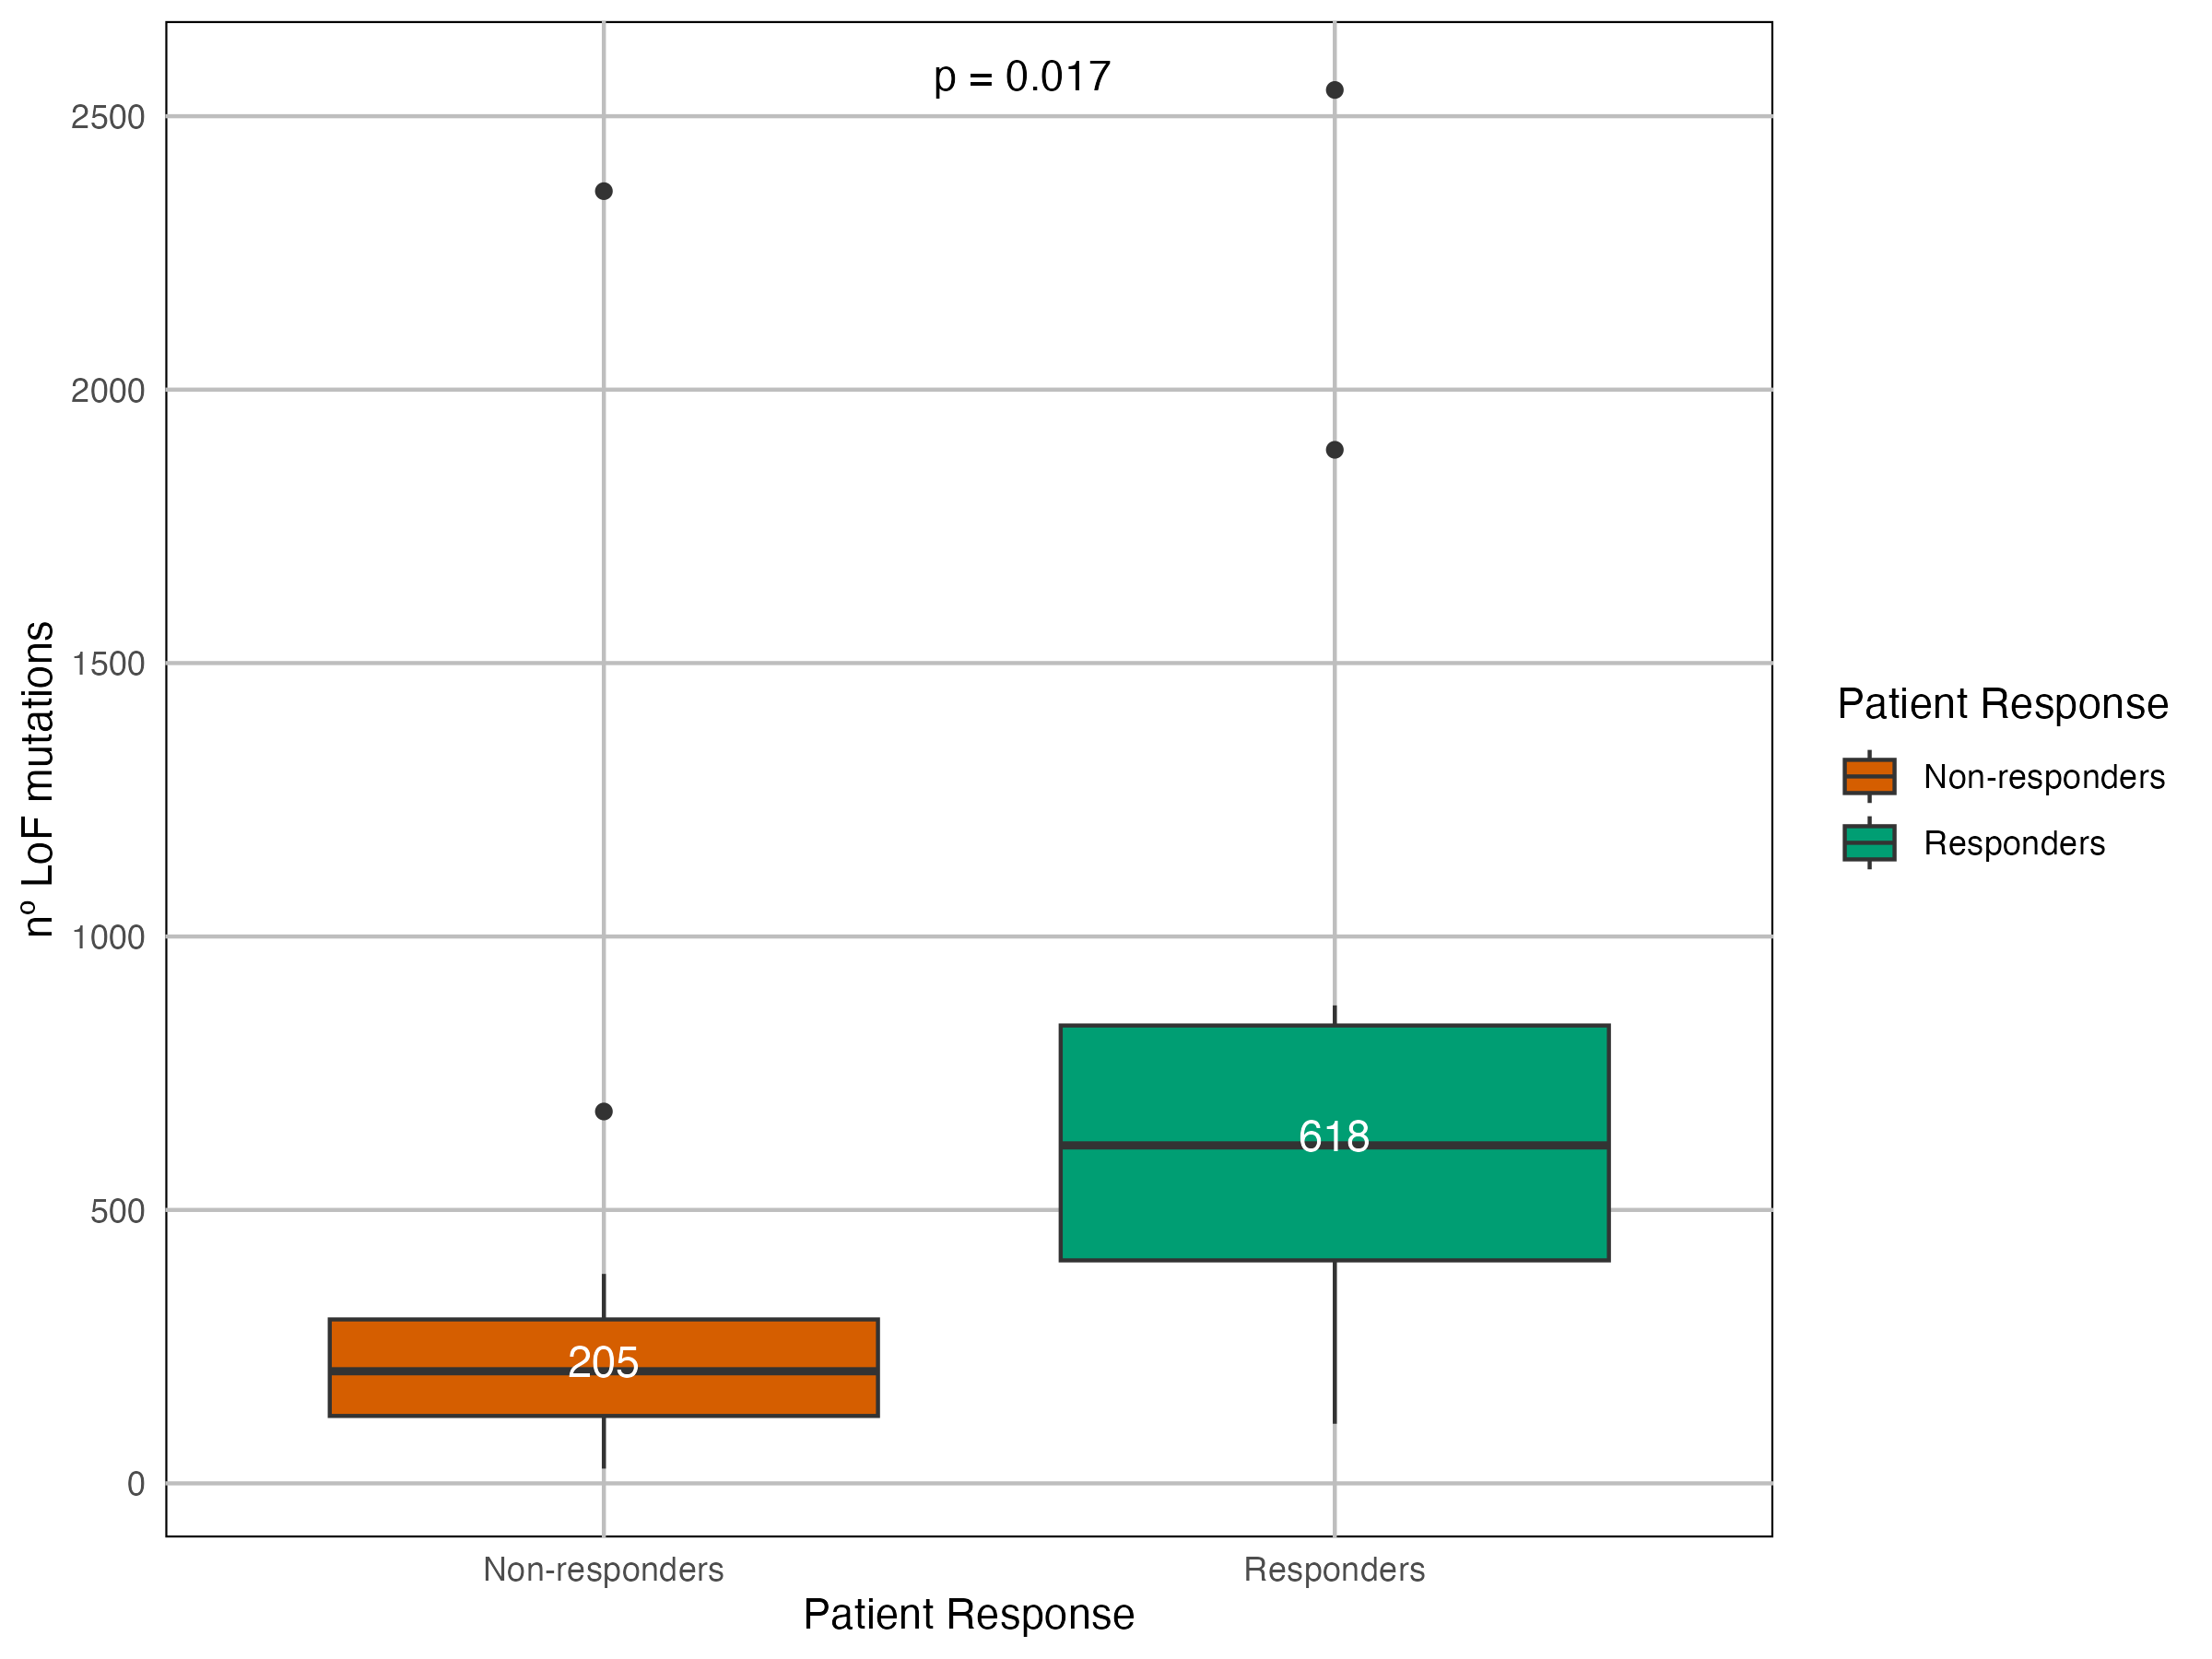 p = 0.017
2500
2000
1500
1000
500
0
nº LoF mutations
618
205
Non-responders
Responders
Patient Response
Patient Response
Non-responders
Responders